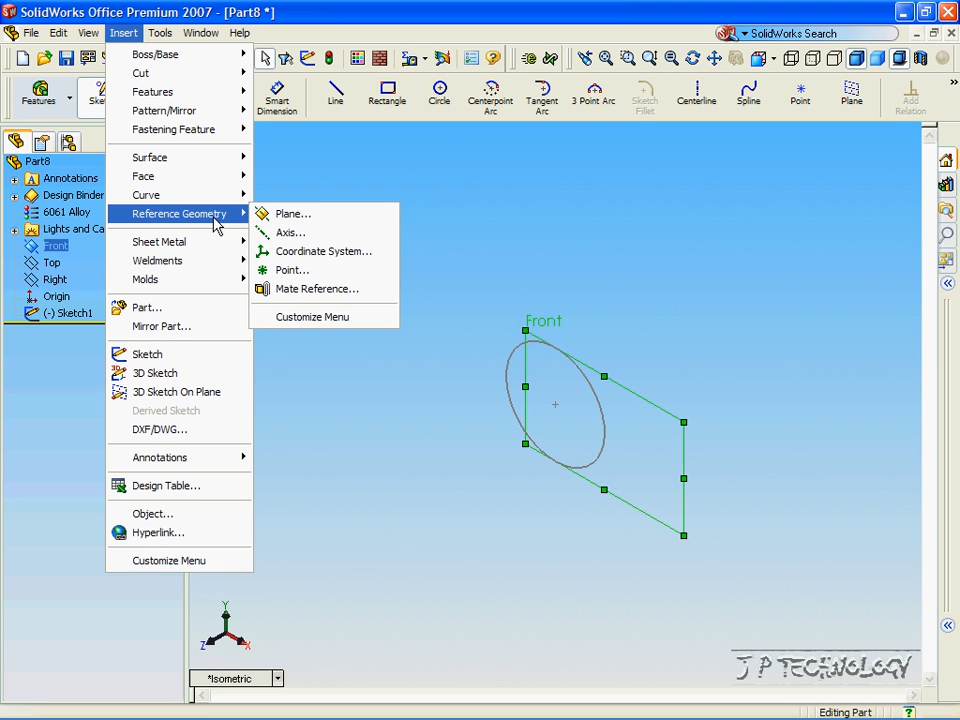 SolidWorks Office Premium 2007 - [Part8 *]
File Edit View Insert Tools Window Help SolidWorks Search
Features Smart Dimension Line Rectangle Circle Centerpoint Arc Tangent Arc 3 Point Arc Sketch Fillet Centerline Spline Point Plane Add Relation
Part8
Annotations
Design Binder
6061 Alloy
Lights and Ca
Front
Top
Right
Origin
(-) Sketch1
Boss/Base
Cut
Features
Pattern/Mirror
Fastening Feature
Surface
Face
Curve
Reference Geometry
Sheet Metal
Weldments
Molds
Part...
Mirror Part...
Sketch
3D Sketch
3D Sketch On Plane
Derived Sketch
DXF/DWG...
Annotations
Design Table...
Object...
Hyperlink...
Customize Menu
Plane...
Axis...
Coordinate System...
Point...
Mate Reference...
Customize Menu
Front
Y
Z X
*Isometric
J P TECHNOLOGY
Editing Part